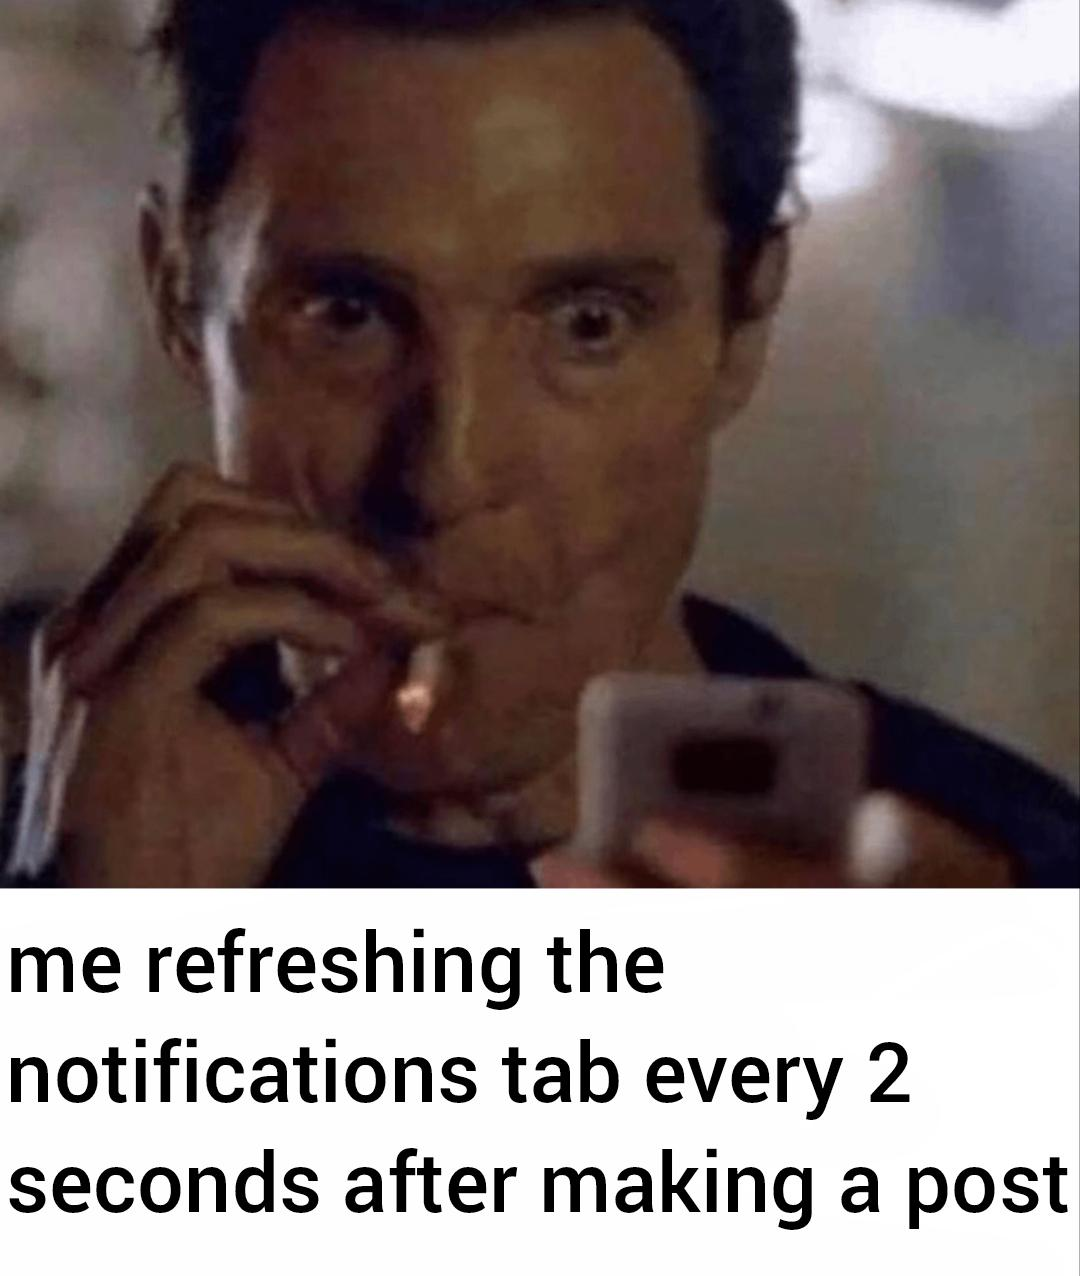 me refreshing the
notifications tab every 2
seconds after making a post